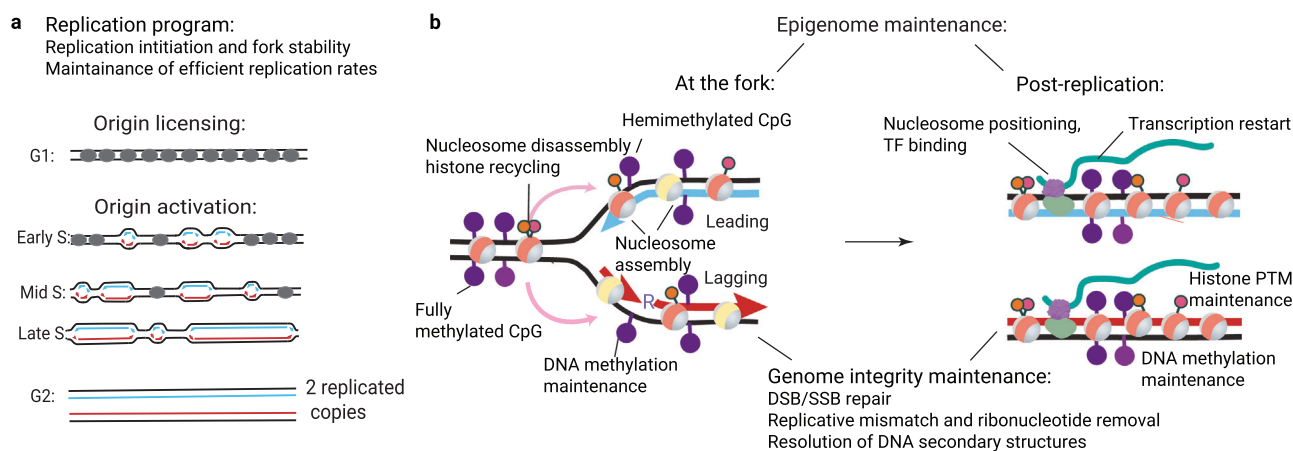 a
Replication program:
Replication intitiation and fork stability
Maintainance of efficient replication rates
Origin licensing:
G1:
Origin activation:
Early S:
Mid S:
Late S
G2:
2 replicated
copies
b
Epigenome maintenance:
At the fork:
Post-replication:
Hemimethylated CpG
Nucleosome disassembly
histone recycling
Leading
Nucleosome
assembly
Lagging
R
Fully
methylated CpG
DNA methylation
maintenance
Nucleosome positioning,
TF binding
Transcription restart
Histone PTM
maintenance
DNA methylation
maintenance
Genome integrity maintenance:
DSB/SSB repair
Replicative mismatch and ribonucleotide removal
Resolution of DNA secondary structures